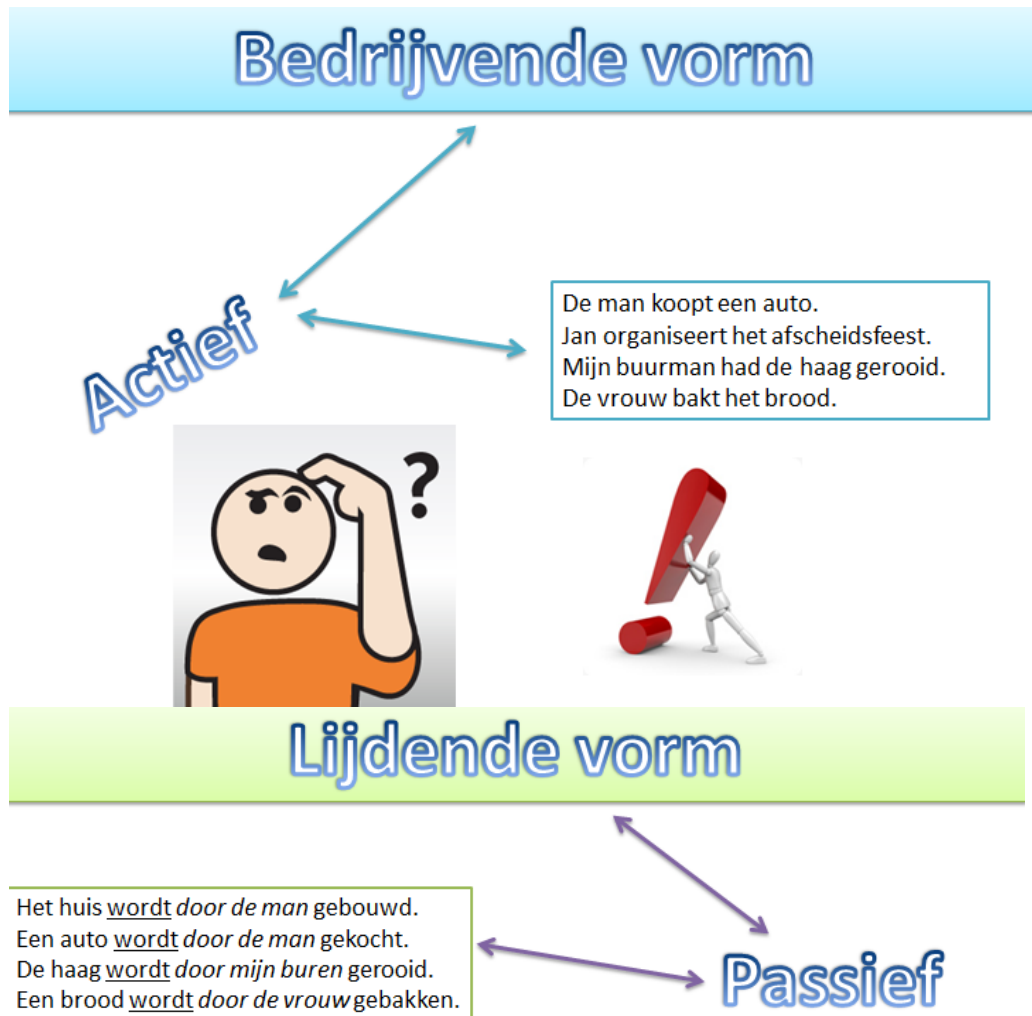 Bedrijvende vorm
Actief
De man koopt een auto.
Jan organiseert het afscheidsfeest.
Mijn buurman had de haag gerooid.
De vrouw bakt het brood.
?
!
Lijdende vorm
Het huis wordt door de man gebouwd.
Een auto wordt door de man gekocht.
De haag wordt door mijn buren gerooid.
Een brood wordt door de vrouw gebakken.
Passief